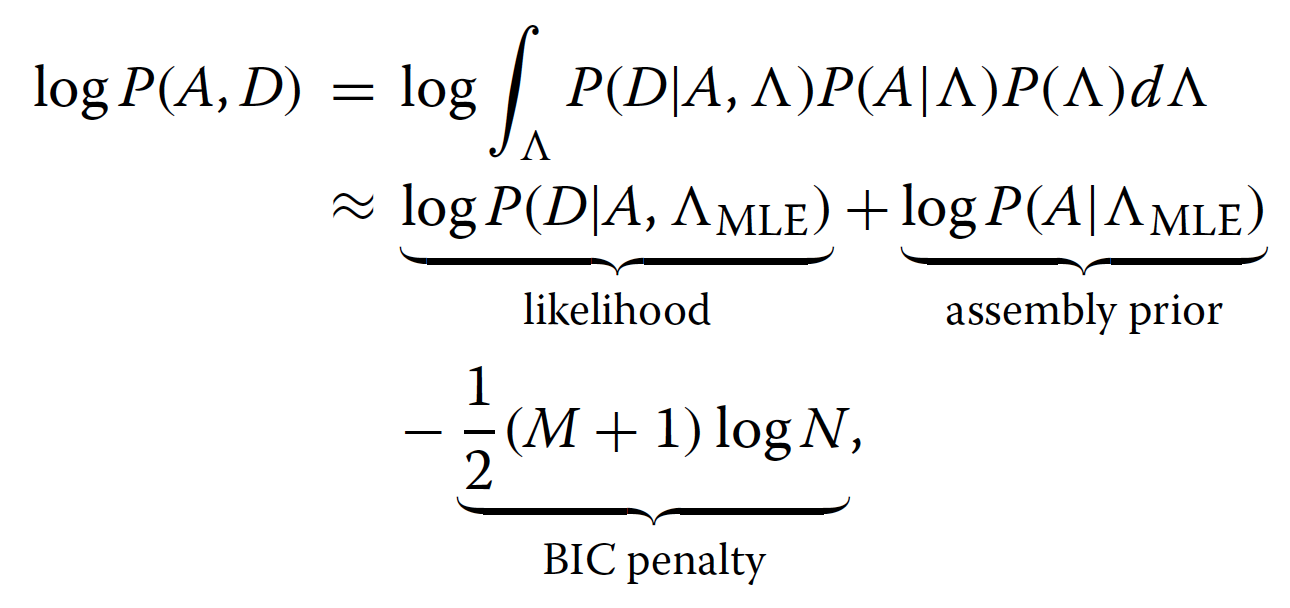 log P(A, D) = log ∫_Λ P(D|A, Λ)P(A|Λ)P(Λ)dΛ
≈ log P(D|A, Λ_MLE) + log P(A|Λ_MLE)
likelihood assembly prior
− 1/2 (M + 1) log N,
BIC penalty